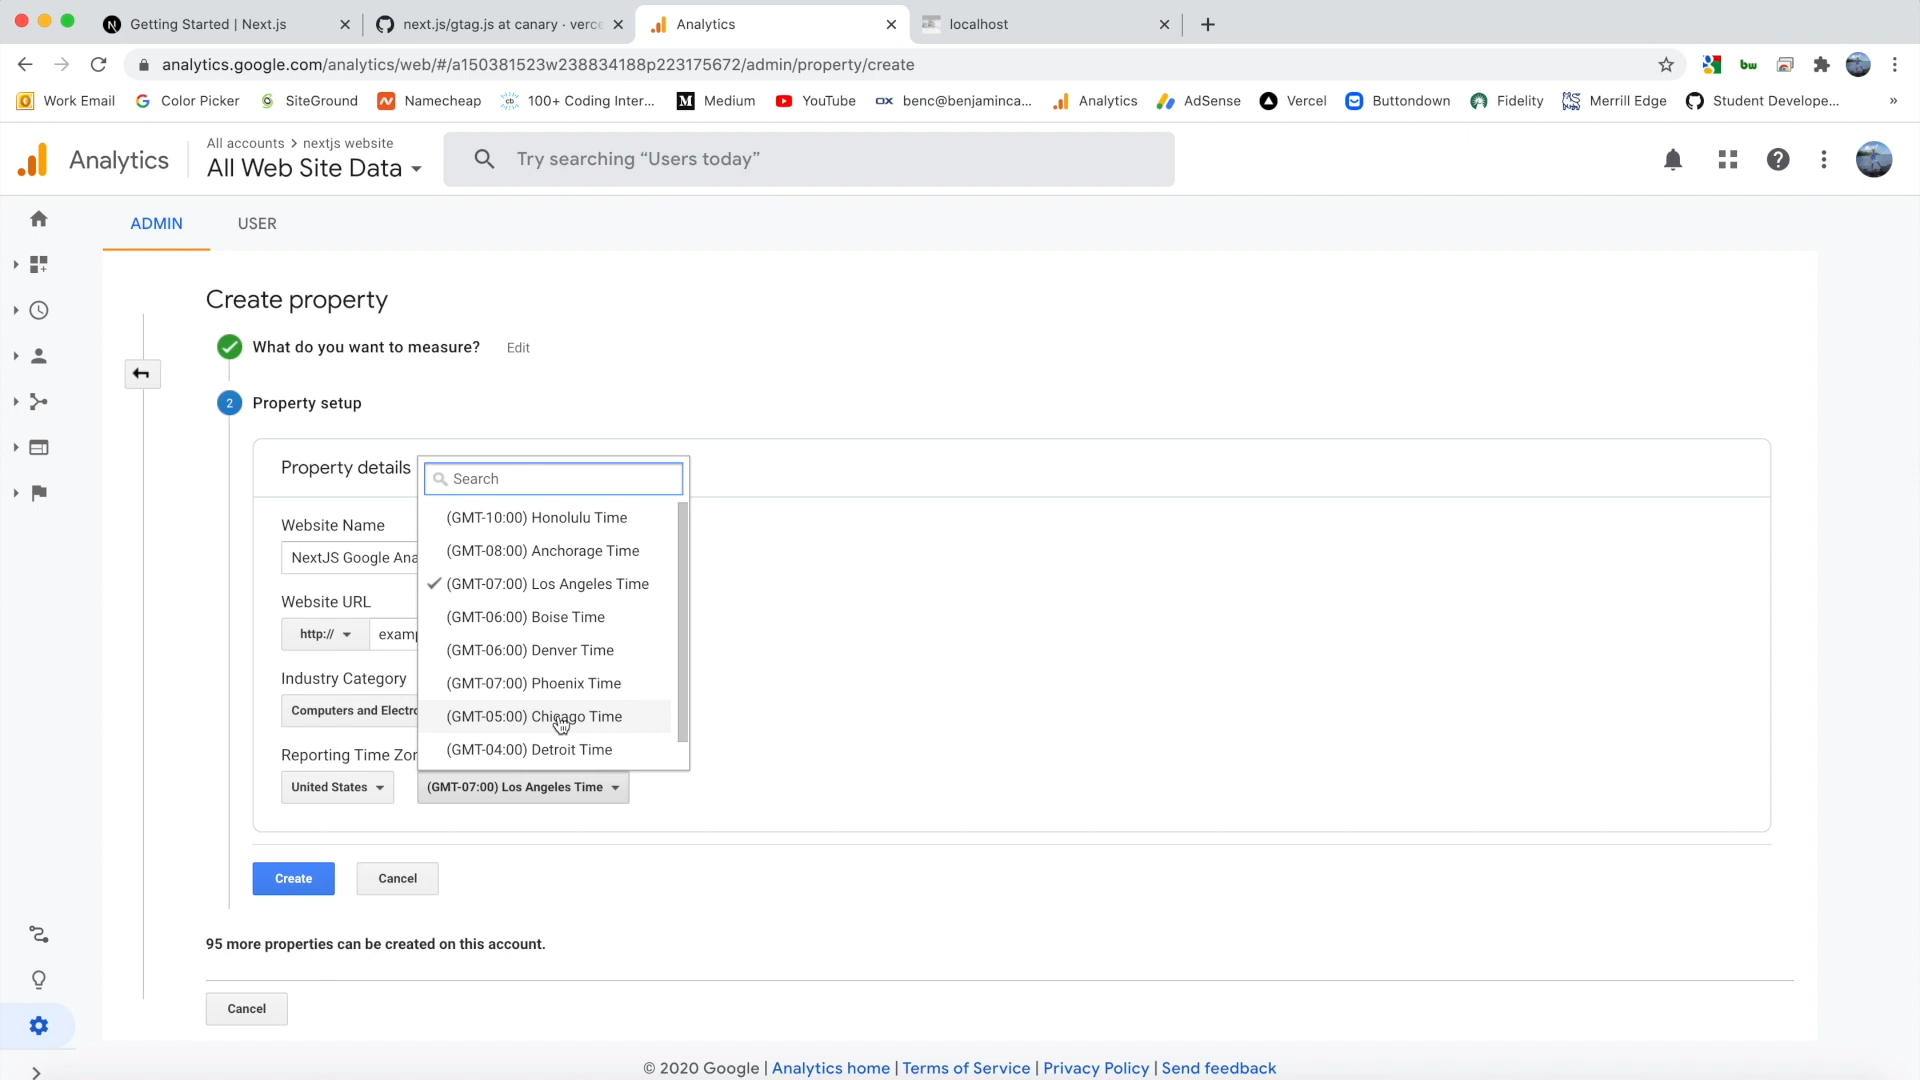 Getting Started | Next.js
next.js/gtag.js at canary · verce
Analytics
localhost
analytics.google.com/analytics/web/#/a150381523w238834188p223175672/admin/property/create
bw
Work Email
Color Picker
SiteGround
Namecheap
100+ Coding Inter...
Medium
YouTube
ox benc@benjaminca...
Analytics
AdSense
Vercel
Buttondown
Fidelity
Merrill Edge
Student Develope...
»
Analytics
All accounts > nextjs website
All Web Site Data
Try searching “Users today”
ADMIN
USER
Create property
What do you want to measure?
Edit
2
Property setup
Property details
Search
(GMT-10:00) Honolulu Time
(GMT-08:00) Anchorage Time
(GMT-07:00) Los Angeles Time
(GMT-06:00) Boise Time
(GMT-06:00) Denver Time
(GMT-07:00) Phoenix Time
(GMT-05:00) Chicago Time
(GMT-04:00) Detroit Time
Website Name
NextJS Google Ana
Website URL
http://
examp
Industry Category
Computers and Electro
Reporting Time Zon
United States
(GMT-07:00) Los Angeles Time
Create
Cancel
95 more properties can be created on this account.
Cancel
© 2020 Google | Analytics home | Terms of Service | Privacy Policy | Send feedback